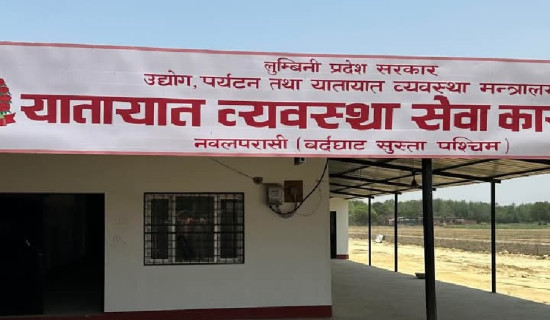 लुम्बिनी प्रदेश सरकार
उद्योग, पर्यटन तथा यातायात व्यवस्था मन्त्रालय
यातायात व्यवस्था सेवा का
नवलपरासी (बर्दघाट सुस्ता पश्चिम)